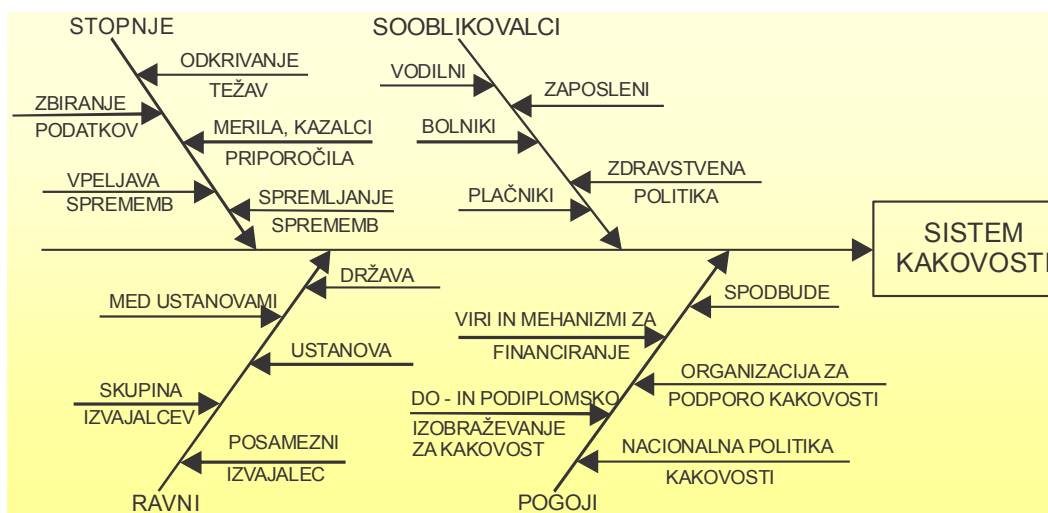 STOPNJE
ODKRIVANJE
TEŽAV
ZBIRANJE
PODATKOV
MERILA, KAZALCI
PRIPOROČILA
VPELJAVA
SPREMEMB
SPREMLJANJE
SPREMEMB
SOOBLIKOVALCI
VODILNI
ZAPOSLENI
BOLNIKI
ZDRAVSTVENA
POLITIKA
PLAČNIKI
SISTEM
KAKOVOSTI
DRŽAVA
MED USTANOVAMI
USTANOVA
SKUPINA
IZVAJALCEV
POSAMEZNI
IZVAJALEC
RAVNI
SPODBUDE
VIRI IN MEHANIZMI ZA
FINANCIRANJE
ORGANIZACIJA ZA
PODPORO KAKOVOSTI
DO - IN PODIPLOMSKO
IZOBRAŽEVANJE
ZA KAKOVOST
NACIONALNA POLITIKA
KAKOVOSTI
POGOJI